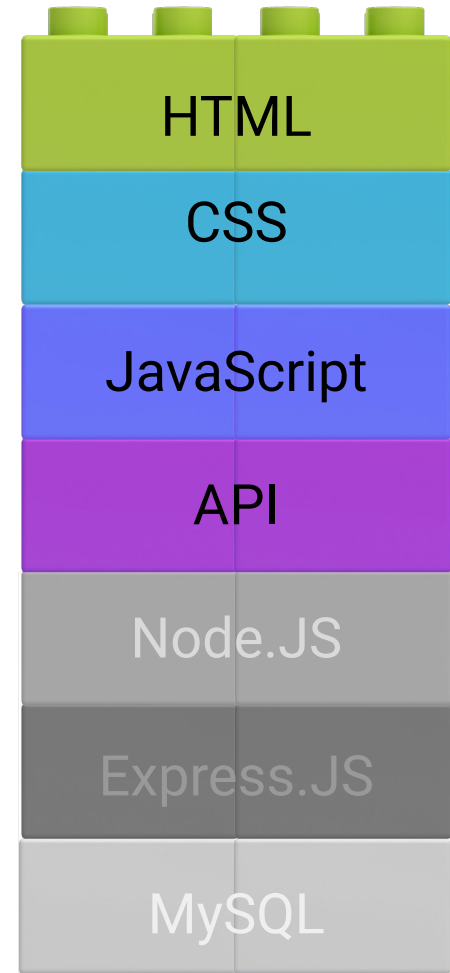 HTML
CSS
JavaScript
API
Node.JS
Express.JS
MySQL